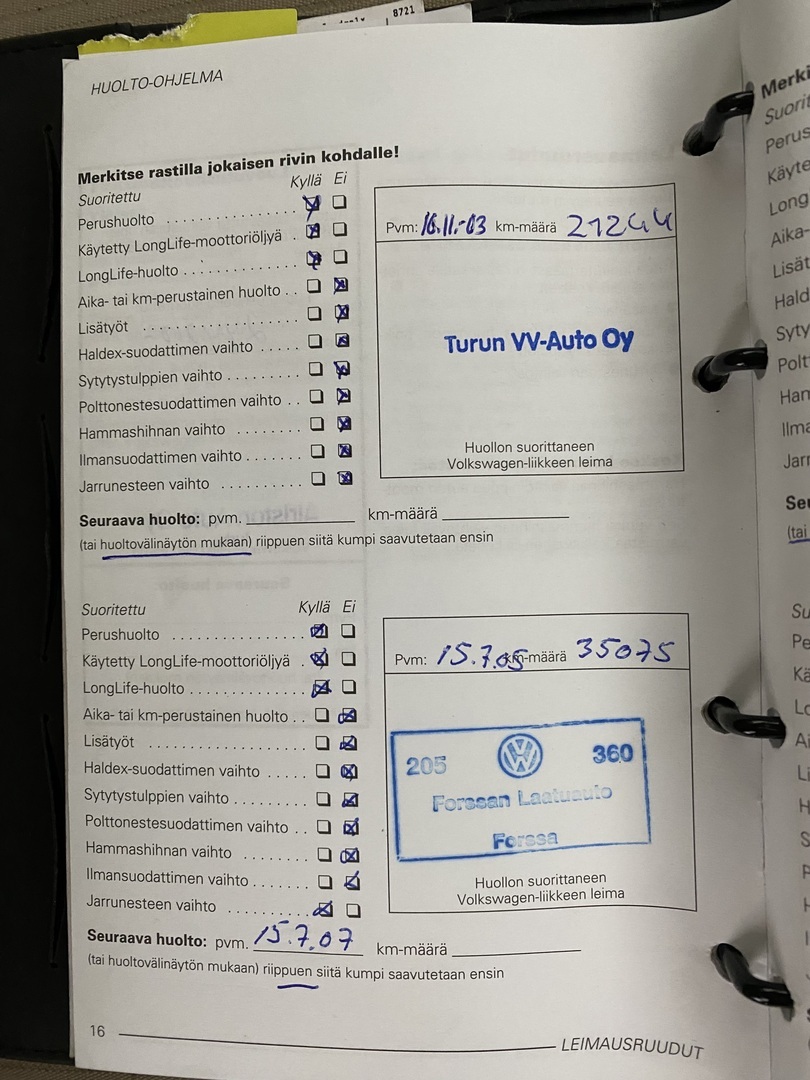 8721
HUOLTO-OHJELMA
Merkitse rastilla jokaisen rivin kohdalle!
Suoritettu Kyllä Ei
Perushuolto
Käytetty LongLife-moottoriöljyä
LongLife-huolto
Aika- tai km-perustainen huolto
Lisätyöt
Haldex-suodattimen vaihto
Sytytystulppien vaihto
Polttonestesuodattimen vaihto
Hammashihnan vaihto
Ilmansuodattimen vaihto
Jarrunesteen vaihto
Pvm: 16.11.-03 km-määrä 21244
Turun VV-Auto Oy
Huollon suorittaneen
Volkswagen-liikkeen leima
Seuraava huolto: pvm. km-määrä
(tai huoltovälinäytön mukaan) riippuen siitä kumpi saavutetaan ensin
Suoritettu Kyllä Ei
Perushuolto
Käytetty LongLife-moottoriöljyä
LongLife-huolto
Aika- tai km-perustainen huolto
Lisätyöt
Haldex-suodattimen vaihto
Sytytystulppien vaihto
Polttonestesuodattimen vaihto
Hammashihnan vaihto
Ilmansuodattimen vaihto
Jarrunesteen vaihto
Pvm: 15.7.05 km-määrä 35075
205 360
Forssan Laatuauto
Forssa
Huollon suorittaneen
Volkswagen-liikkeen leima
Seuraava huolto: pvm. 15.7.07 km-määrä
(tai huoltovälinäytön mukaan) riippuen siitä kumpi saavutetaan ensin
16
LEIMAUSRUUDUT